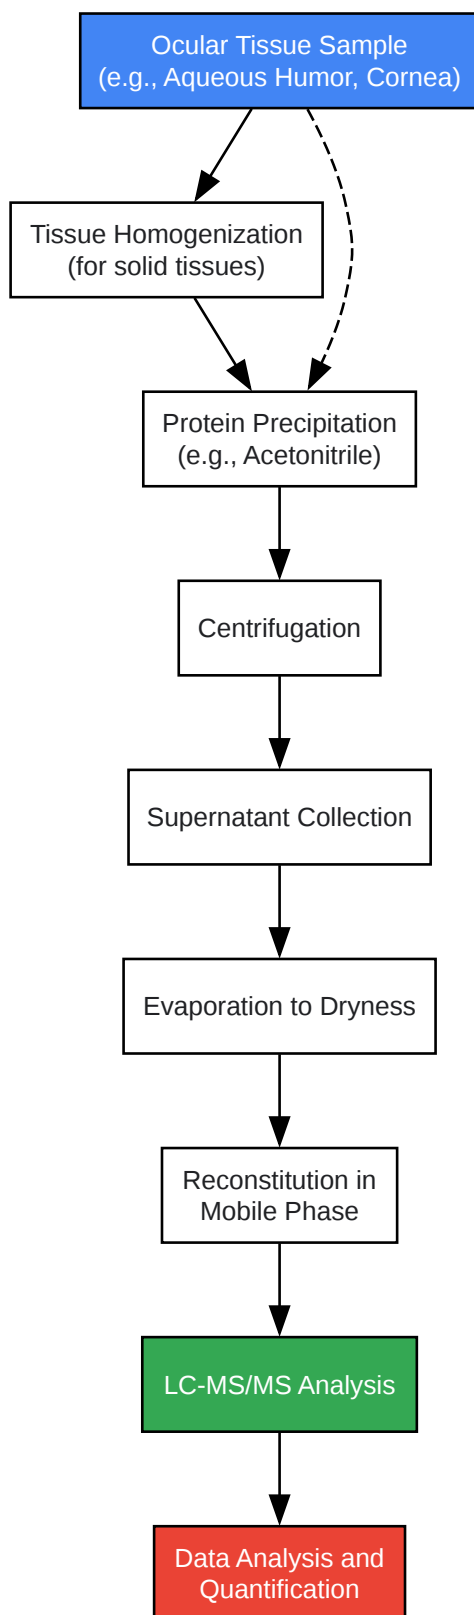 Ocular Tissue Sample
(e.g., Aqueous Humor, Cornea)
Tissue Homogenization
(for solid tissues)
Protein Precipitation
(e.g., Acetonitrile)
Centrifugation
Supernatant Collection
Evaporation to Dryness
Reconstitution in
Mobile Phase
LC-MS/MS Analysis
Data Analysis and
Quantification